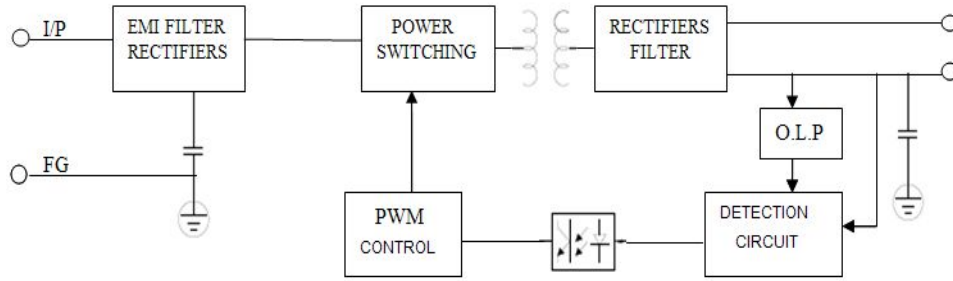 I/P
EMI FILTER
RECTIFIERS
POWER
SWITCHING
RECTIFIERS
FILTER
O.L.P
FG
PWM
CONTROL
DETECTION
CIRCUIT